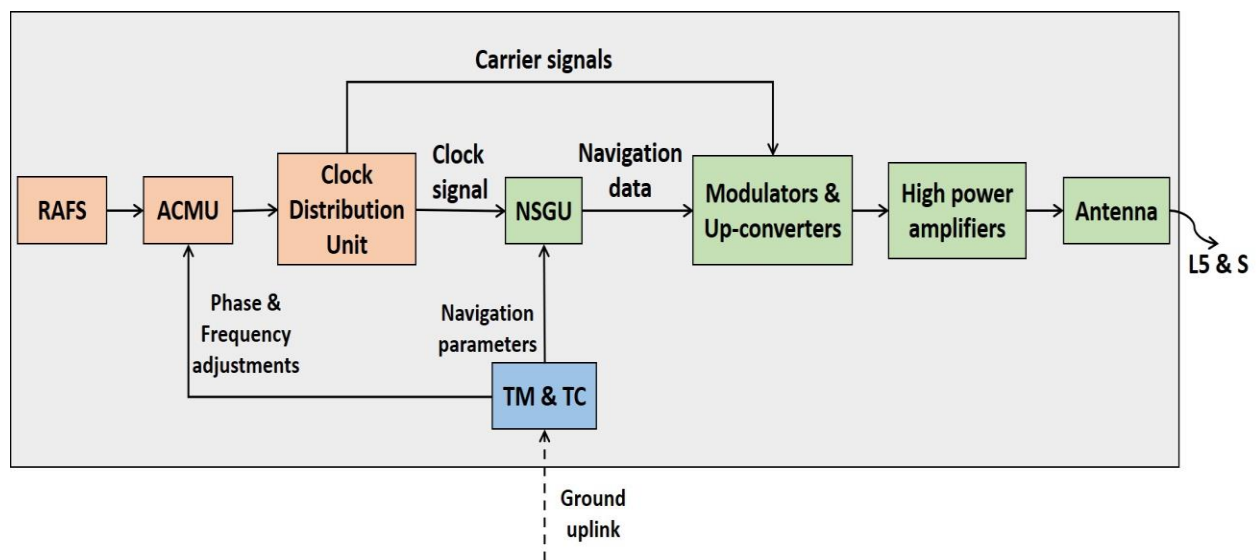 Carrier signals
RAFS
ACMU
Clock
Distribution
Unit
Clock
signal
NSGU
Navigation
data
Modulators &
Up-converters
High power
amplifiers
Antenna
L5 & S
Phase &
Frequency
adjustments
Navigation
parameters
TM & TC
Ground
uplink